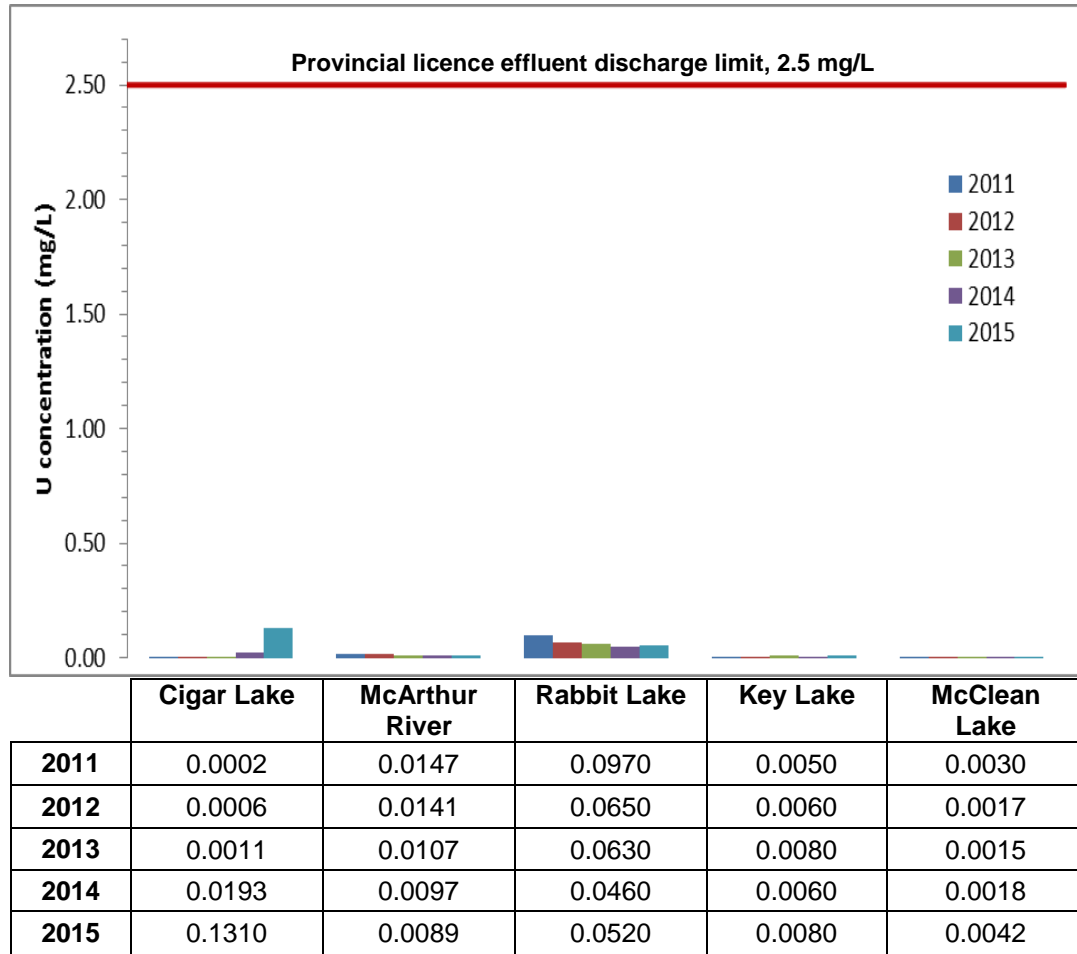 Provincial licence effluent discharge limit, 2.5 mg/L
2.50
2.00
1.50
1.00
0.50
0.00
U concentration (mg/L)
2011
2012
2013
2014
2015
Cigar Lake McArthur River Rabbit Lake Key Lake McClean Lake
2011 0.0002 0.0147 0.0970 0.0050 0.0030
2012 0.0006 0.0141 0.0650 0.0060 0.0017
2013 0.0011 0.0107 0.0630 0.0080 0.0015
2014 0.0193 0.0097 0.0460 0.0060 0.0018
2015 0.1310 0.0089 0.0520 0.0080 0.0042